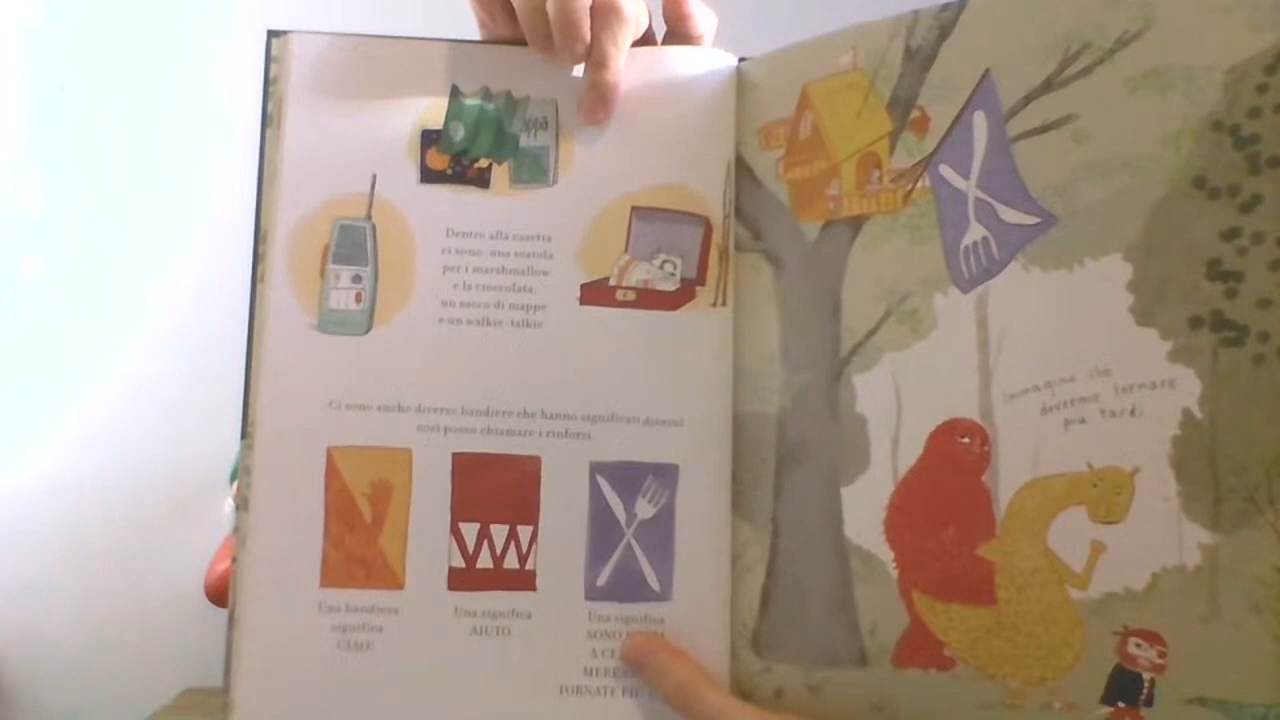 appa
Dentro alla casetta
ci sono: una scatola
per i marshmallow
e la cioccolata,
un sacco di mappe
e un walkie-talkie
Ci sono anche diverse bandiere che hanno significati diversi
così posso chiamare i rinforzi
Una bandiera
significa
CIAO!
Una significa
AIUTO
Una significa
SONO
A
TORNATE
Immagino che
dovremo tornare
più tardi